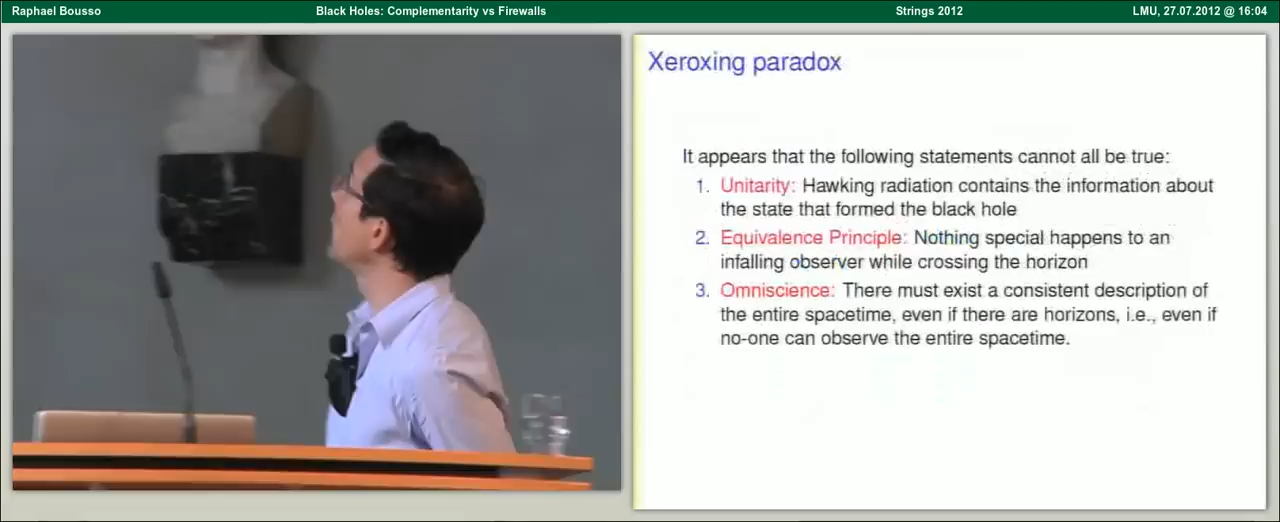 Raphael Bousso Black Holes: Complementarity vs Firewalls Strings 2012 LMU, 27.07.2012 @ 16:04
Xeroxing paradox
It appears that the following statements cannot all be true:
1. Unitarity: Hawking radiation contains the information about
the state that formed the black hole
2. Equivalence Principle: Nothing special happens to an
infalling observer while crossing the horizon
3. Omniscience: There must exist a consistent description of
the entire spacetime, even if there are horizons, i.e., even if
no-one can observe the entire spacetime.